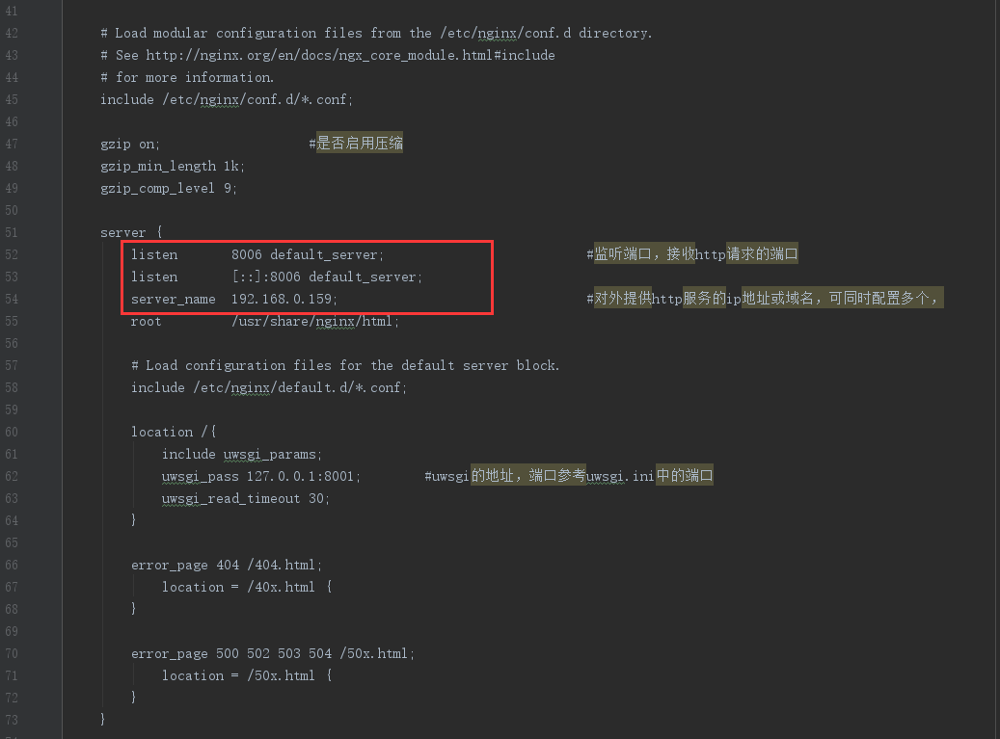 41
42 # Load modular configuration files from the /etc/nginx/conf.d directory.
43 # See http://nginx.org/en/docs/ngx_core_module.html#include
44 # for more information.
45 include /etc/nginx/conf.d/*.conf;
46
47 gzip on; #是否启用压缩
48 gzip_min_length 1k;
49 gzip_comp_level 9;
50
51 server {
52 listen 8006 default_server; #监听端口，接收http请求的端口
53 listen [::]:8006 default_server;
54 server_name 192.168.0.159; #对外提供http服务的ip地址或域名，可同时配置多个，
55 root /usr/share/nginx/html;
56
57 # Load configuration files for the default server block.
58 include /etc/nginx/default.d/*.conf;
59
60 location /{
61 include uwsgi_params;
62 uwsgi_pass 127.0.0.1:8001; #uwsgi的地址，端口参考uwsgi.ini中的端口
63 uwsgi_read_timeout 30;
64 }
65
66 error_page 404 /404.html;
67 location = /40x.html {
68 }
69
70 error_page 500 502 503 504 /50x.html;
71 location = /50x.html {
72 }
73 }